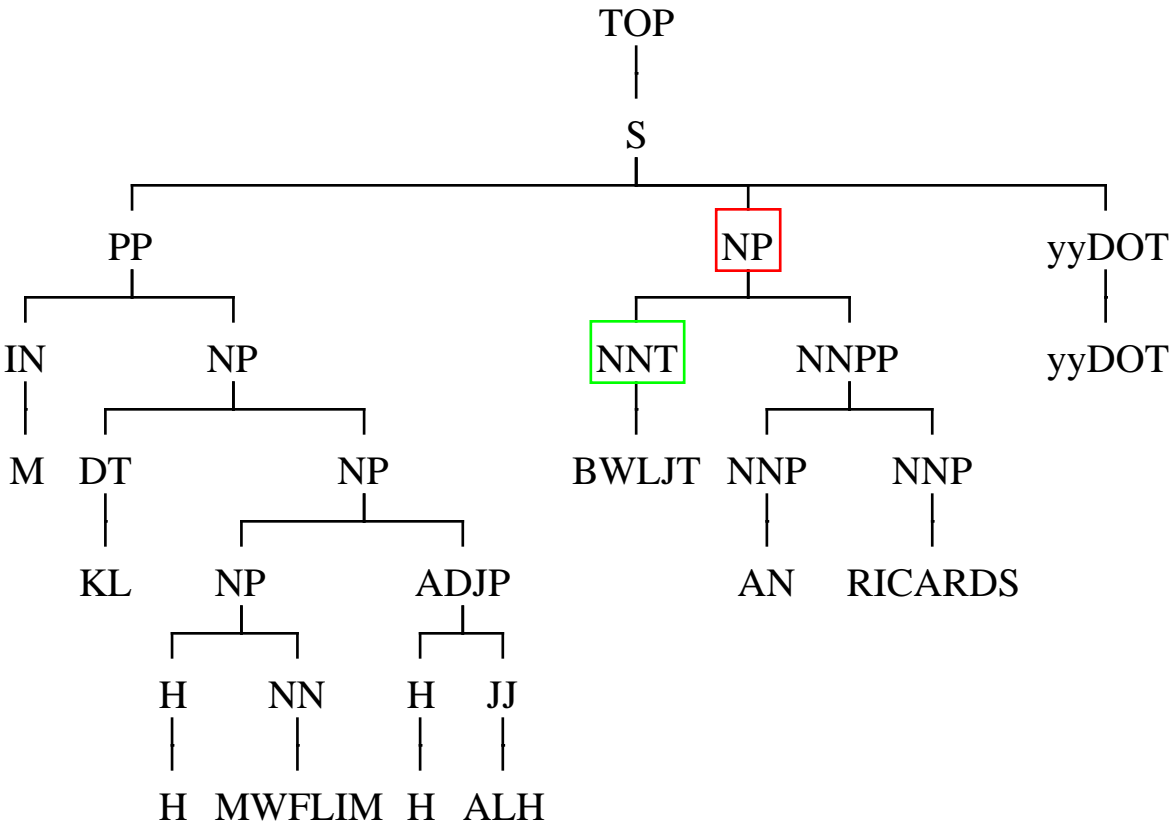 TOP
S
PP NP yyDOT
IN NP NNT NNPP yyDOT
M DT NP BWLJT NNP NNP
KL NP ADJP AN RICARDS
H NN H JJ
H MWFLIM H ALH